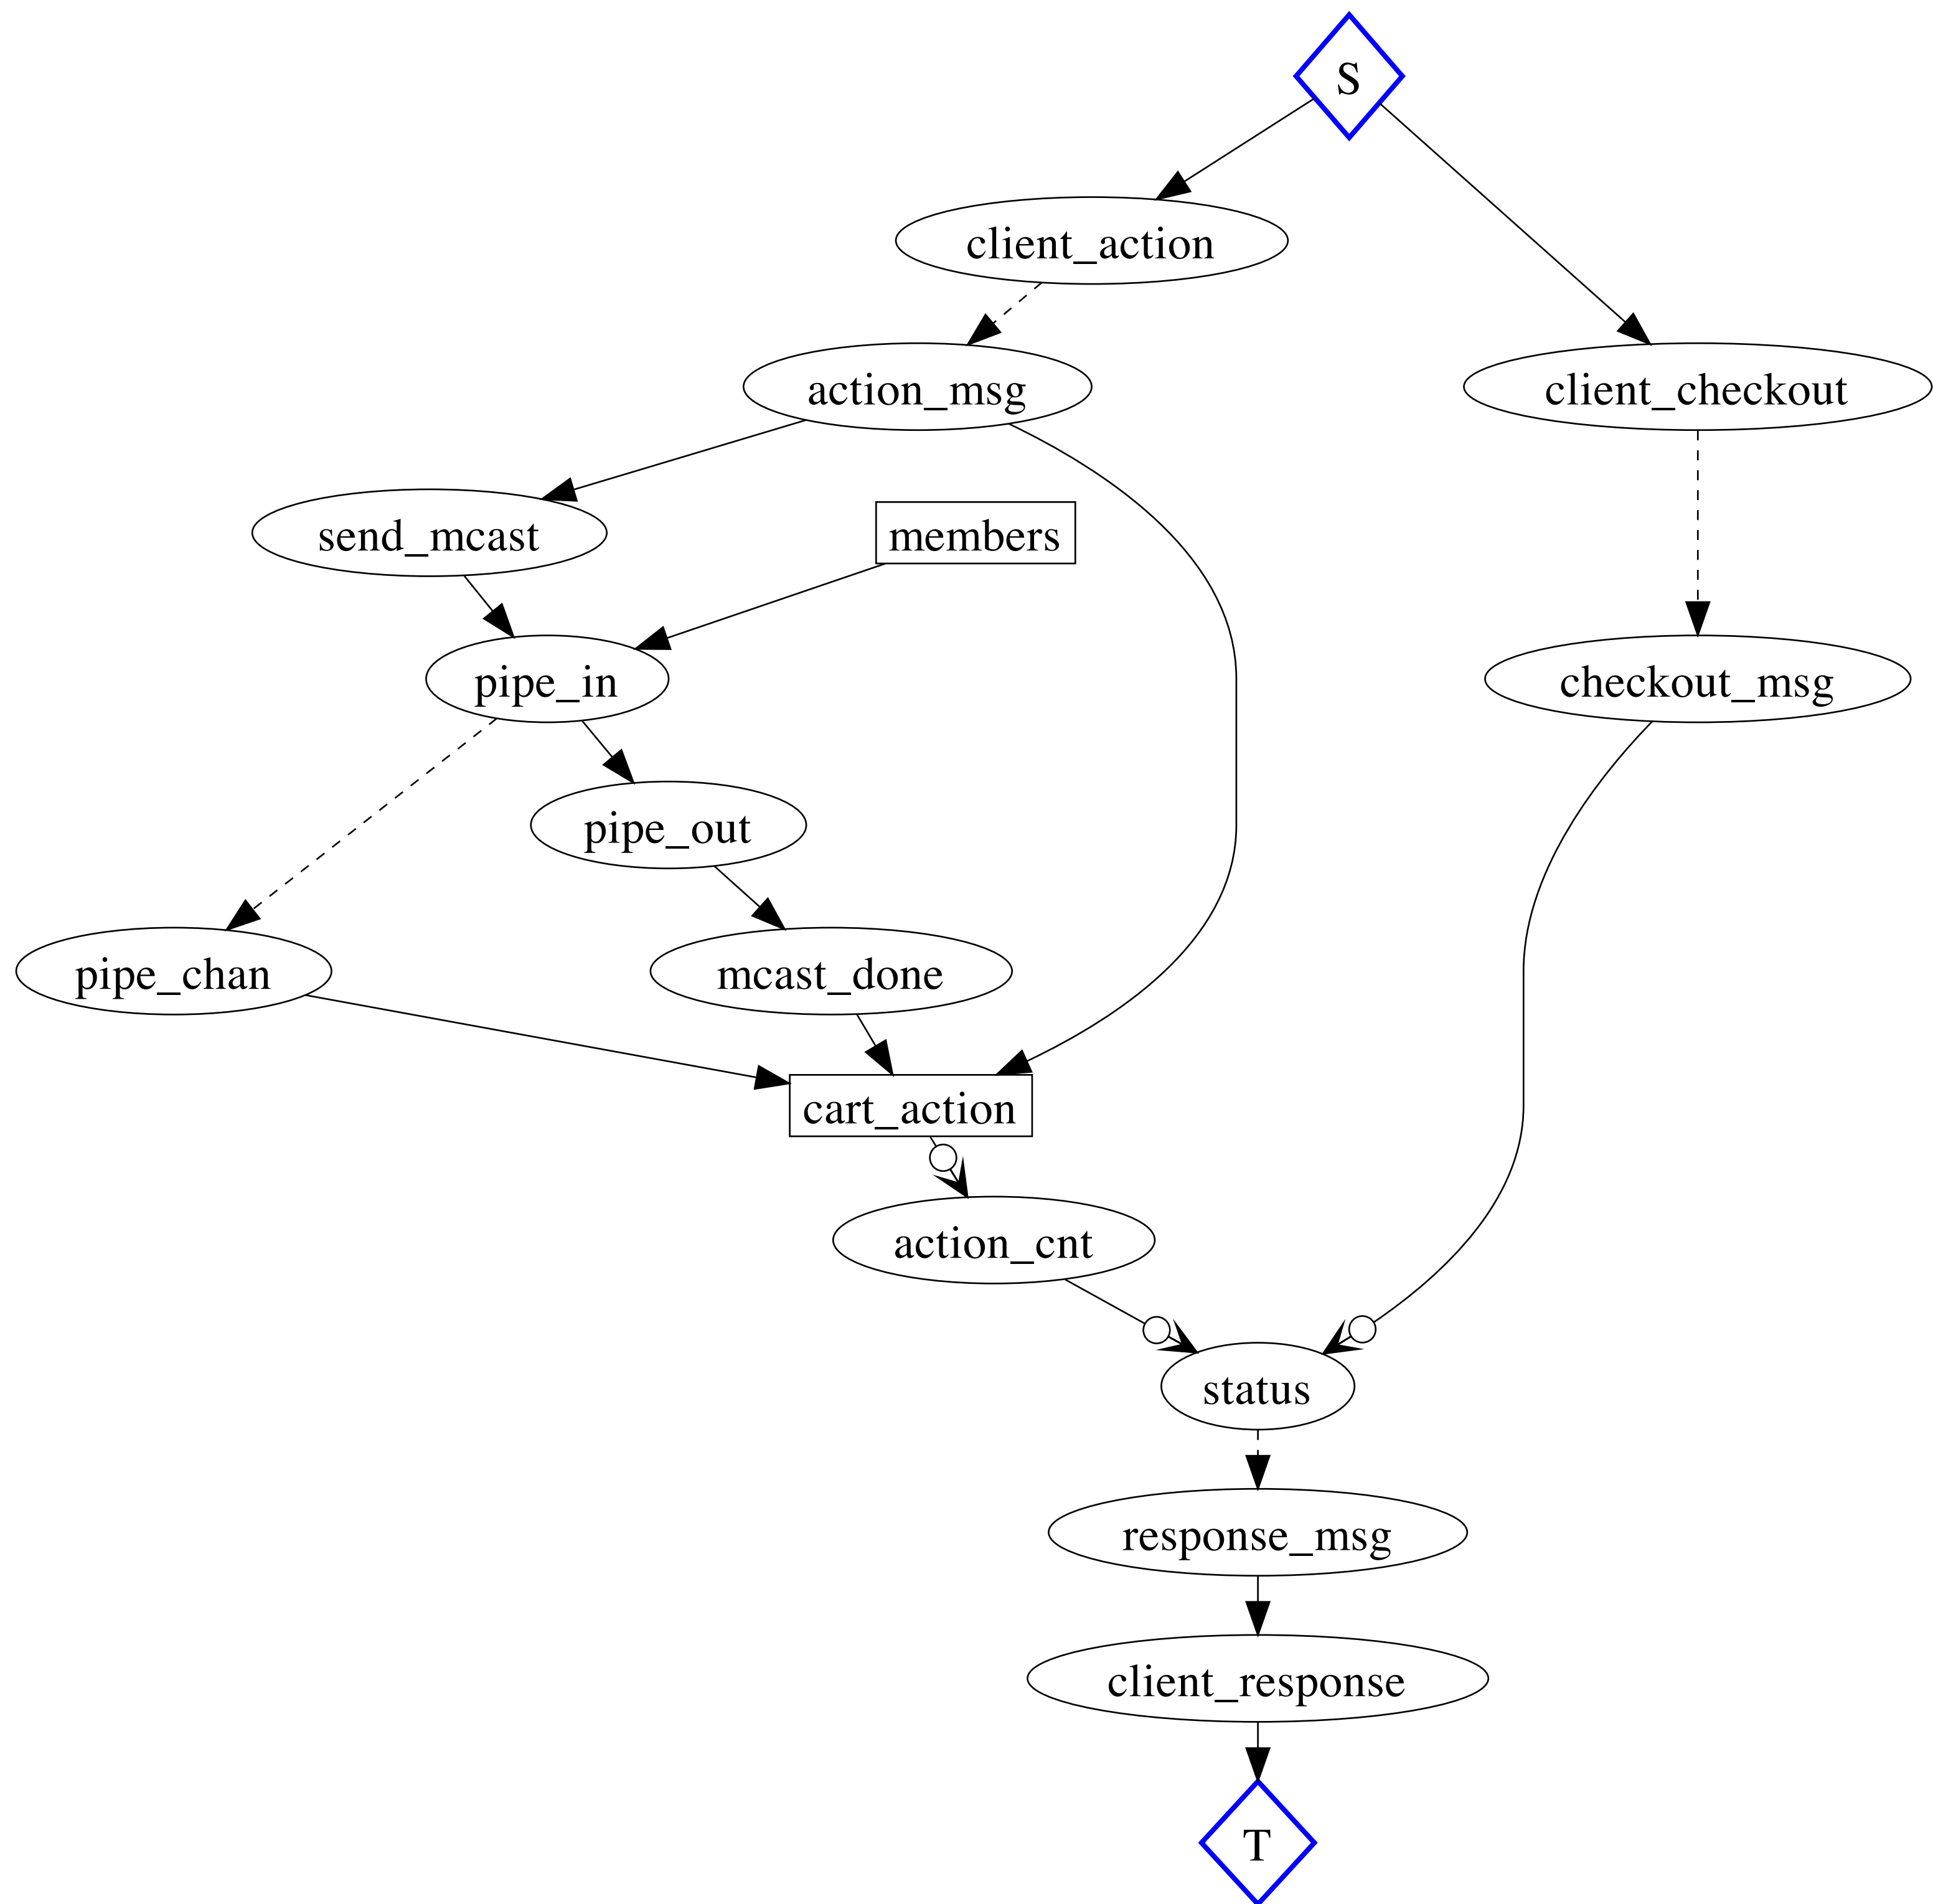 S
client_action
action_msg
client_checkout
send_mcast
members
pipe_in
checkout_msg
pipe_out
pipe_chan
mcast_done
cart_action
action_cnt
status
response_msg
client_response
T